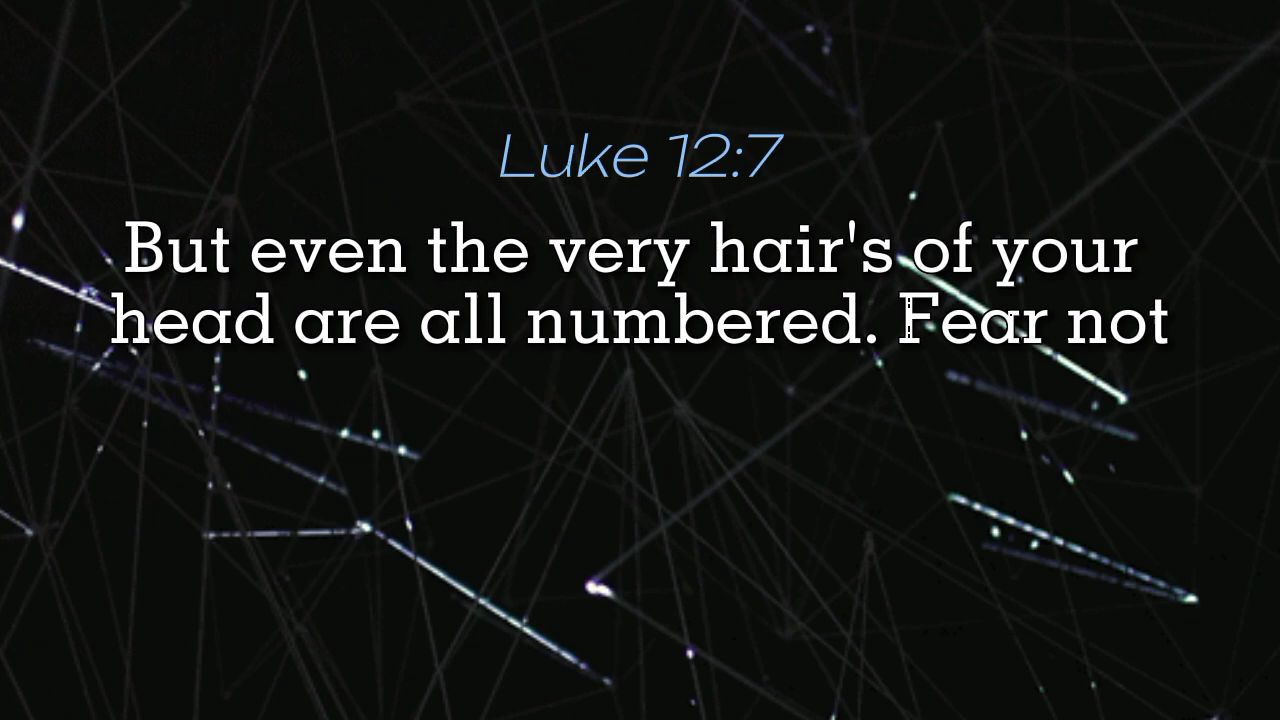 Luke 12:7
But even the very hair's of your
head are all numbered. Fear not